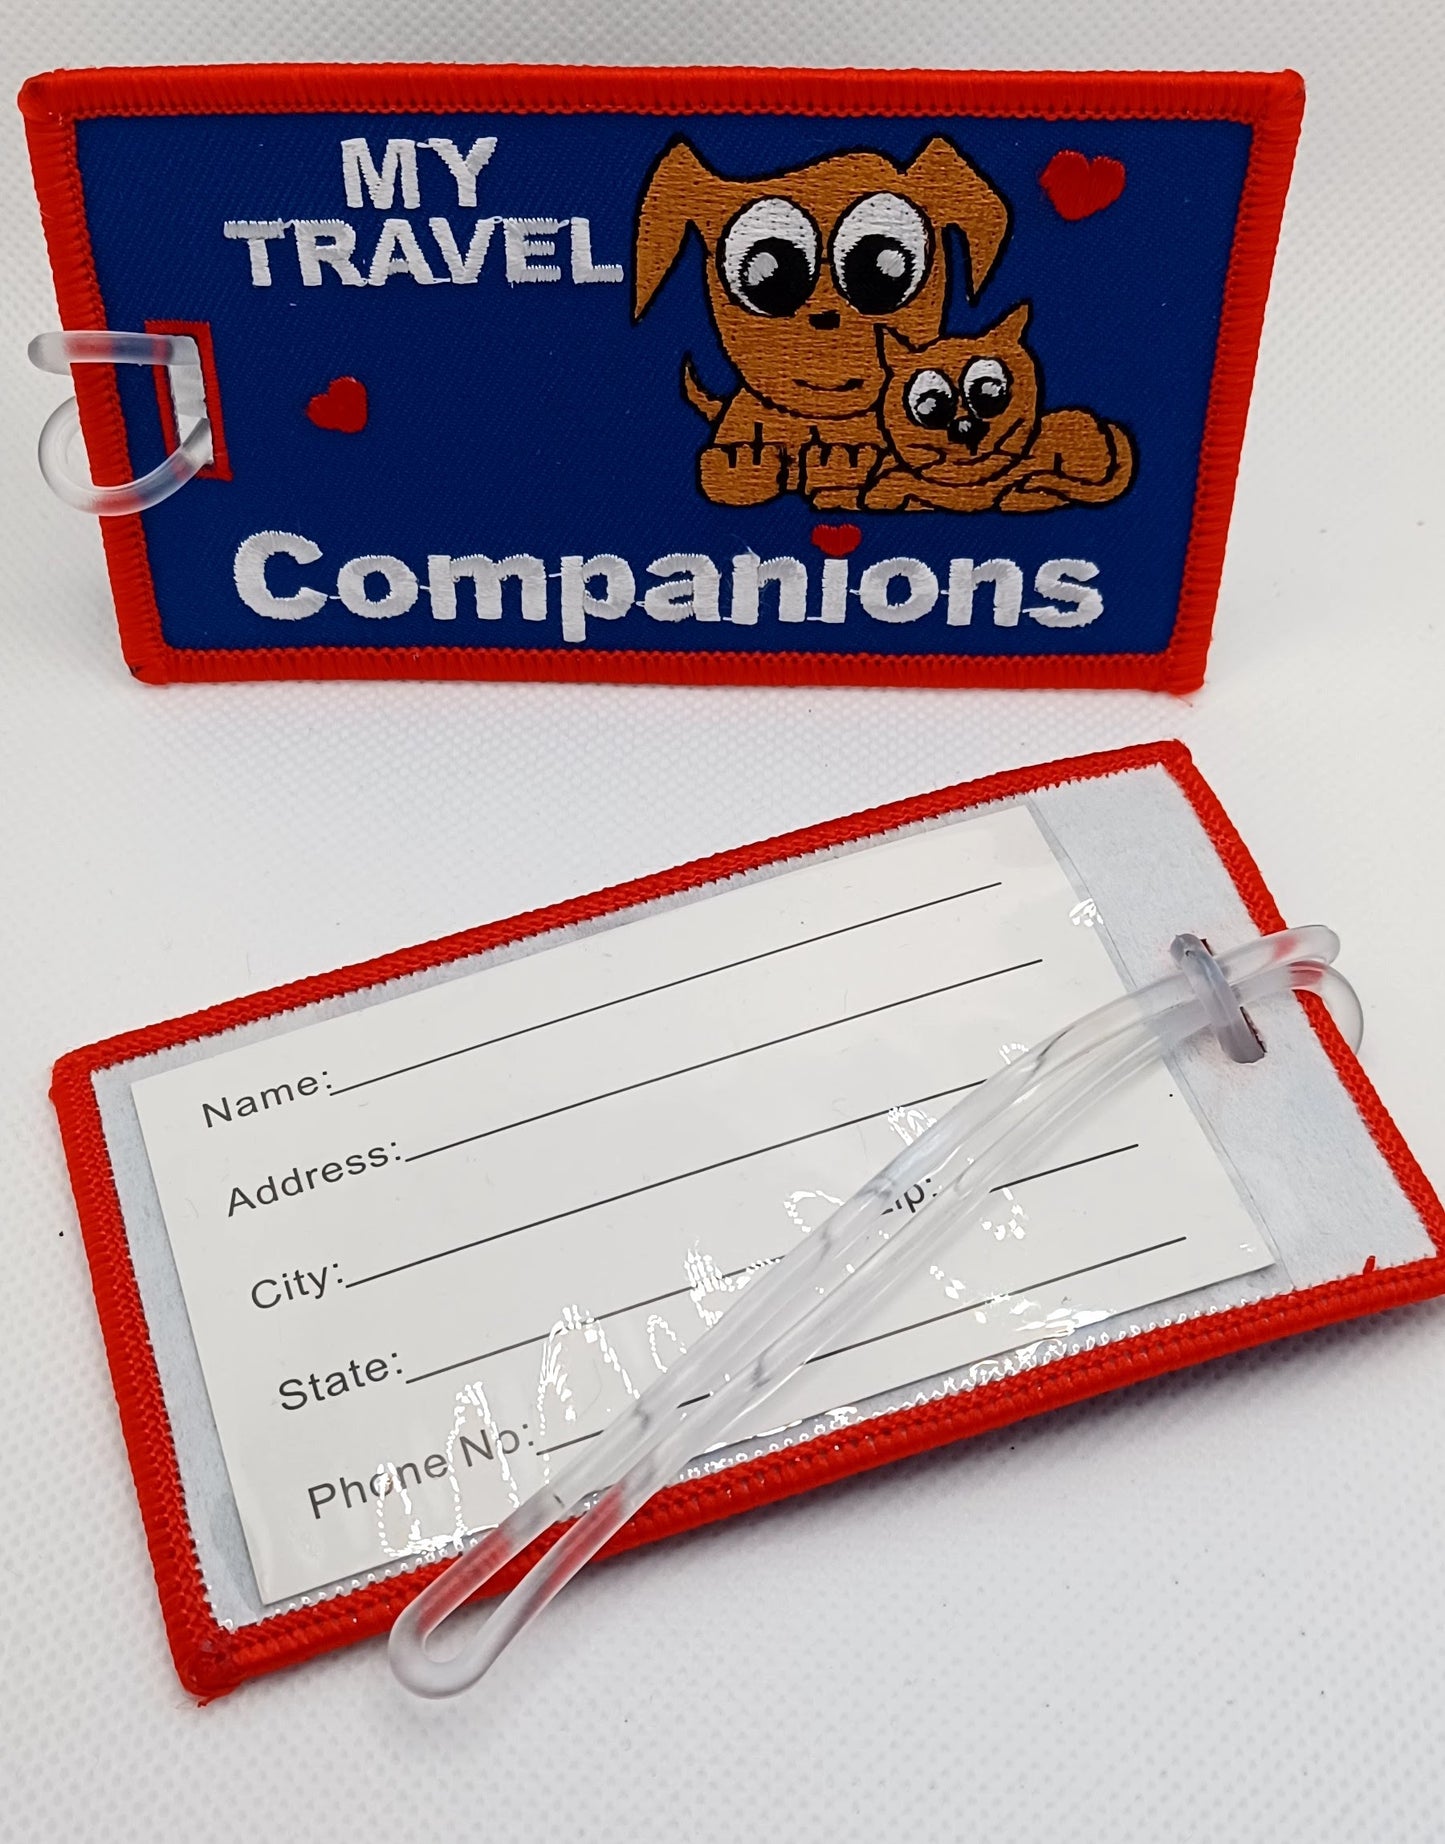 MY
TRAVEL
Companions
Name:
Address:
City:
State:
Phone No: